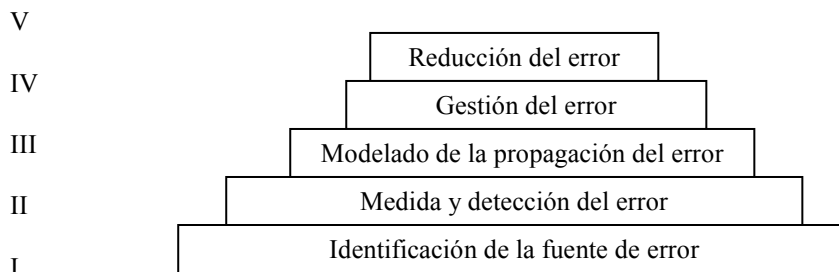 V
Reducción del error
IV
Gestión del error
III
Modelado de la propagación del error
II
Medida y detección del error
Identificación de la fuente de error
I